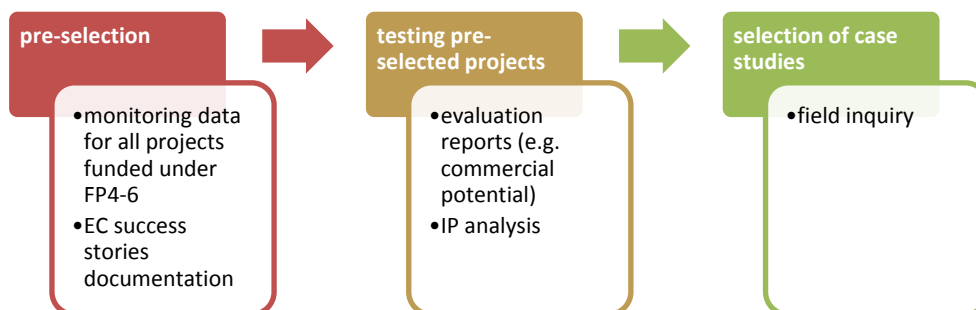 pre-selection
•monitoring data
for all projects
funded under
FP4-6
•EC success
stories
documentation
testing pre-
selected projects
•evaluation
reports (e.g.
commercial
potential)
•IP analysis
selection of case
studies
•field inquiry